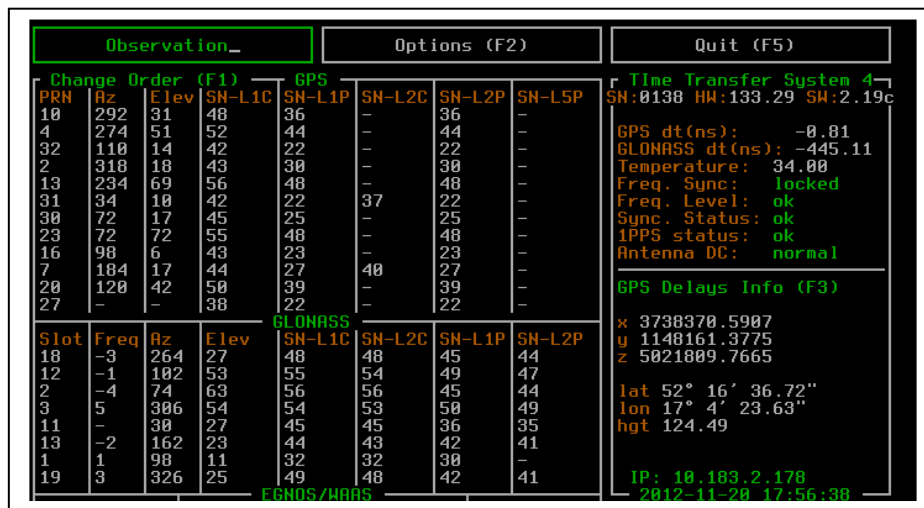 Observation_ Options (F2) Quit (F5)
Change Order (F1) GPS
PRN Az Elev SN-L1C SN-L1P SN-L2C SN-L2P SN-L5P
10 292 31 48 36 - 36 -
4 274 51 52 44 - 44 -
32 110 14 42 22 - 22 -
2 318 18 43 30 - 30 -
13 234 69 56 48 - 48 -
31 34 10 42 22 37 22 -
30 72 17 45 25 - 25 -
23 72 72 55 48 - 48 -
16 98 6 43 23 - 23 -
7 184 17 44 27 40 27 -
20 120 42 50 39 - 39 -
27 - - 38 22 - 22 -
GLONASS
Slot Freq Az Elev SN-L1C SN-L2C SN-L1P SN-L2P
18 -3 264 27 48 48 45 44
12 -1 102 53 55 54 49 47
2 -4 74 63 56 56 45 44
3 5 306 54 54 53 50 49
11 - 30 27 45 45 36 35
13 -2 162 23 44 43 42 41
1 1 98 11 32 32 30 -
19 3 326 25 49 48 42 41
EGNOS/WAAS
TIme Transfer System 4
SN:0138 HW:133.29 SW:2.19c
GPS dt(ns): -0.81
GLONASS dt(ns): -445.11
Temperature: 34.00
Freq. Sync: locked
Freq. Level: ok
Sync. Status: ok
1PPS status: ok
Antenna DC: normal
GPS Delays Info (F3)
x 3738370.5907
y 1148161.3775
z 5021809.7665
lat 52° 16′ 36.72"
lon 17° 4′ 23.63"
hgt 124.49
IP: 10.183.2.178
2012-11-20 17:56:38